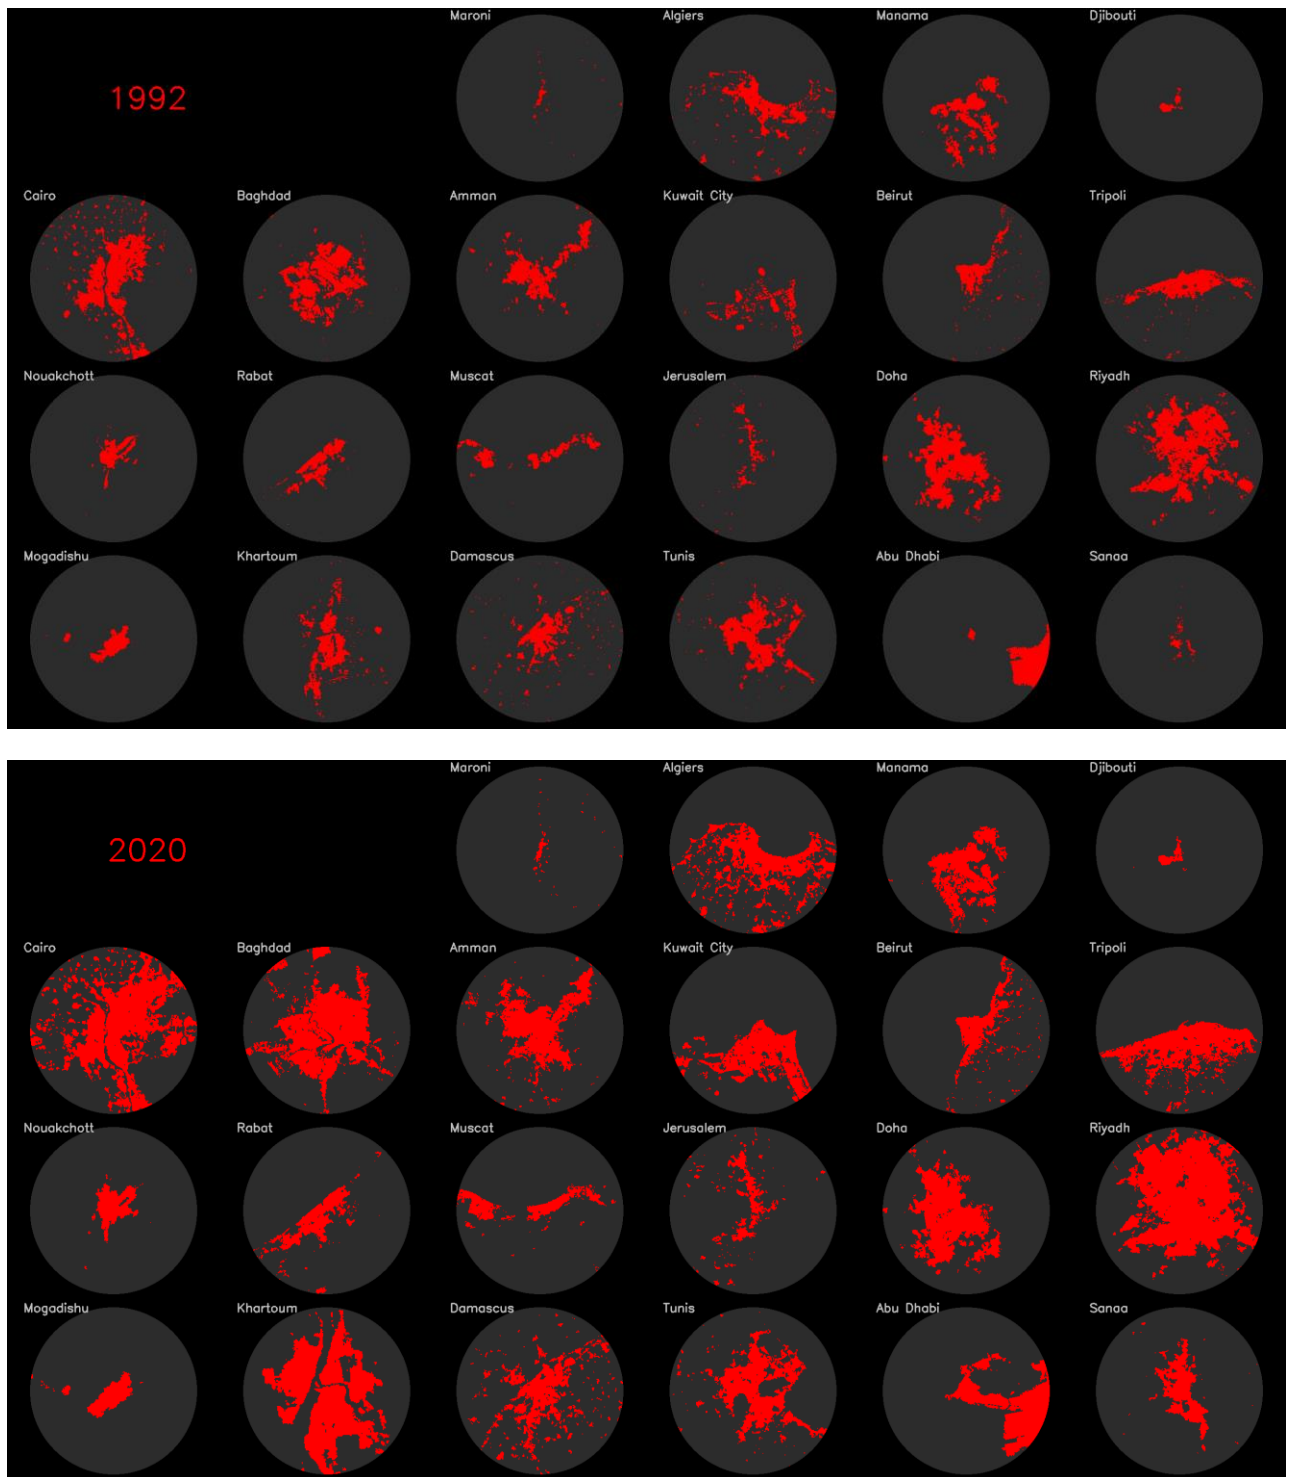 Maroni Algiers Manama Djibouti
1992
Cairo Baghdad Amman Kuwait City Beirut Tripoli
Nouakchott Rabat Muscat Jerusalem Doha Riyadh
Mogadishu Khartoum Damascus Tunis Abu Dhabi Sanaa
Maroni Algiers Manama Djibouti
2020
Cairo Baghdad Amman Kuwait City Beirut Tripoli
Nouakchott Rabat Muscat Jerusalem Doha Riyadh
Mogadishu Khartoum Damascus Tunis Abu Dhabi Sanaa